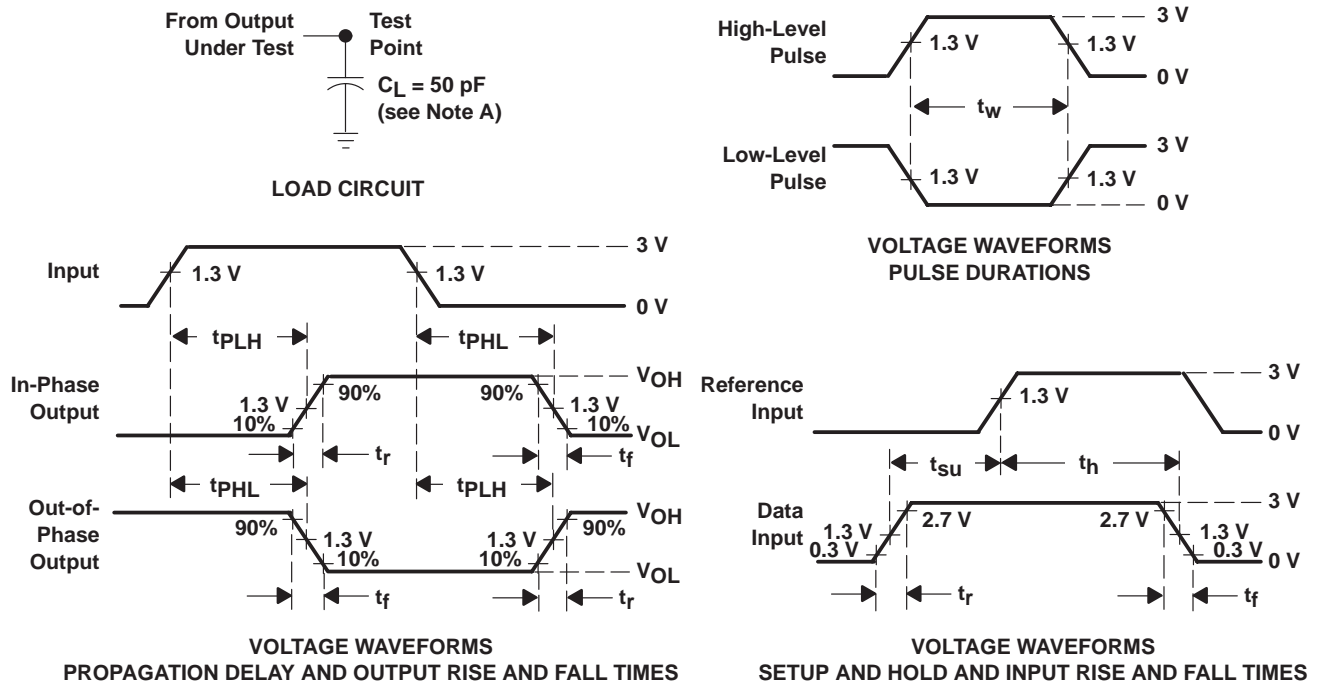 From Output
Under Test
Test
Point
CL = 50 pF
(see Note A)
LOAD CIRCUIT
High-Level
Pulse
1.3 V
1.3 V
3 V
0 V
tw
Low-Level
Pulse
1.3 V
1.3 V
3 V
0 V
VOLTAGE WAVEFORMS
PULSE DURATIONS
Input
1.3 V
1.3 V
3 V
0 V
tPLH
tPHL
In-Phase
Output
1.3 V
10%
90%
90%
1.3 V
10%
VOH
VOL
tr
tf
tPHL
tPLH
Out-of-
Phase
Output
90%
1.3 V
10%
1.3 V
10%
90%
VOH
VOL
tf
tr
VOLTAGE WAVEFORMS
PROPAGATION DELAY AND OUTPUT RISE AND FALL TIMES
Reference
Input
1.3 V
3 V
0 V
tsu
th
Data
Input
1.3 V
0.3 V
2.7 V
2.7 V
1.3 V
0.3 V
3 V
0 V
tr
tf
VOLTAGE WAVEFORMS
SETUP AND HOLD AND INPUT RISE AND FALL TIMES